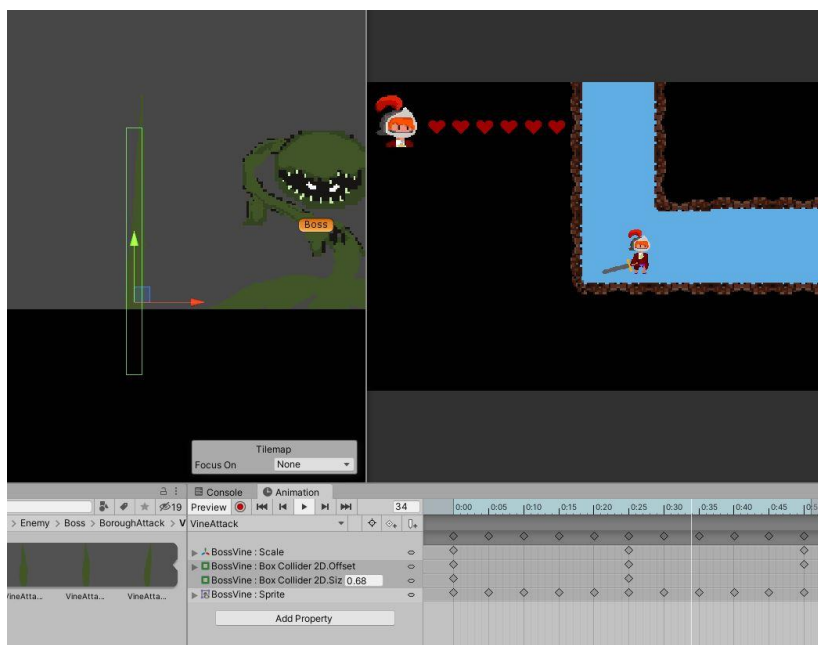 Boss
Tilemap
Focus On None
Console Animation
19 Preview 34 0:00 0:05 0:10 0:15 0:20 0:25 0:30 0:35 0:40 0:45
> Enemy > Boss > BoroughAttack > V VineAttack
BossVine : Scale
BossVine : Box Collider 2D.Offset
BossVine : Box Collider 2D.Siz 0.68
BossVine : Sprite
VineAtta... VineAtta... VineAtta...
Add Property